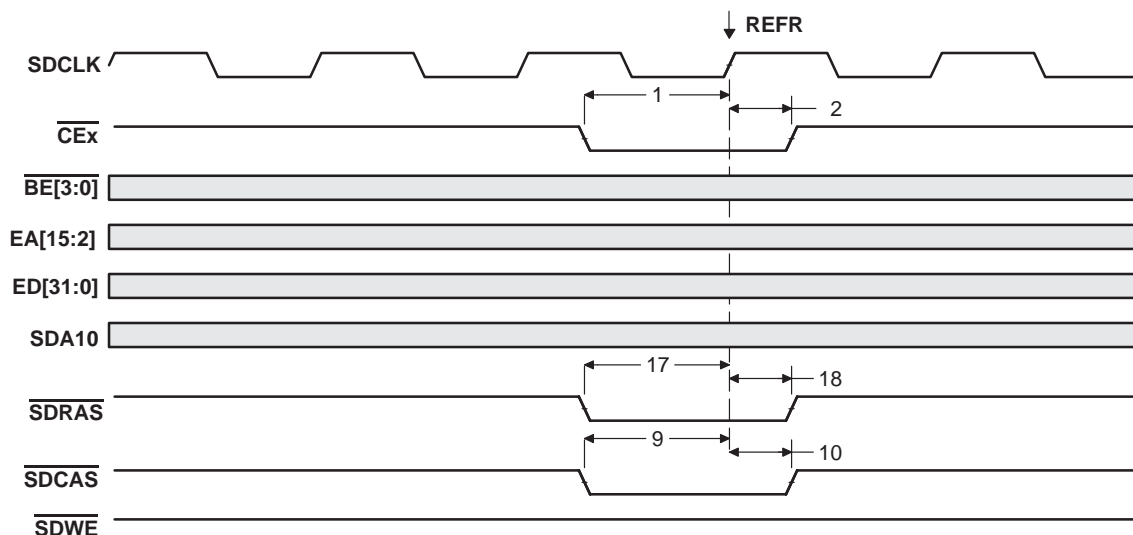 REFR
SDCLK
1
2
CEx
BE[3:0]
EA[15:2]
ED[31:0]
SDA10
17
18
SDRAS
9
10
SDCAS
SDWE